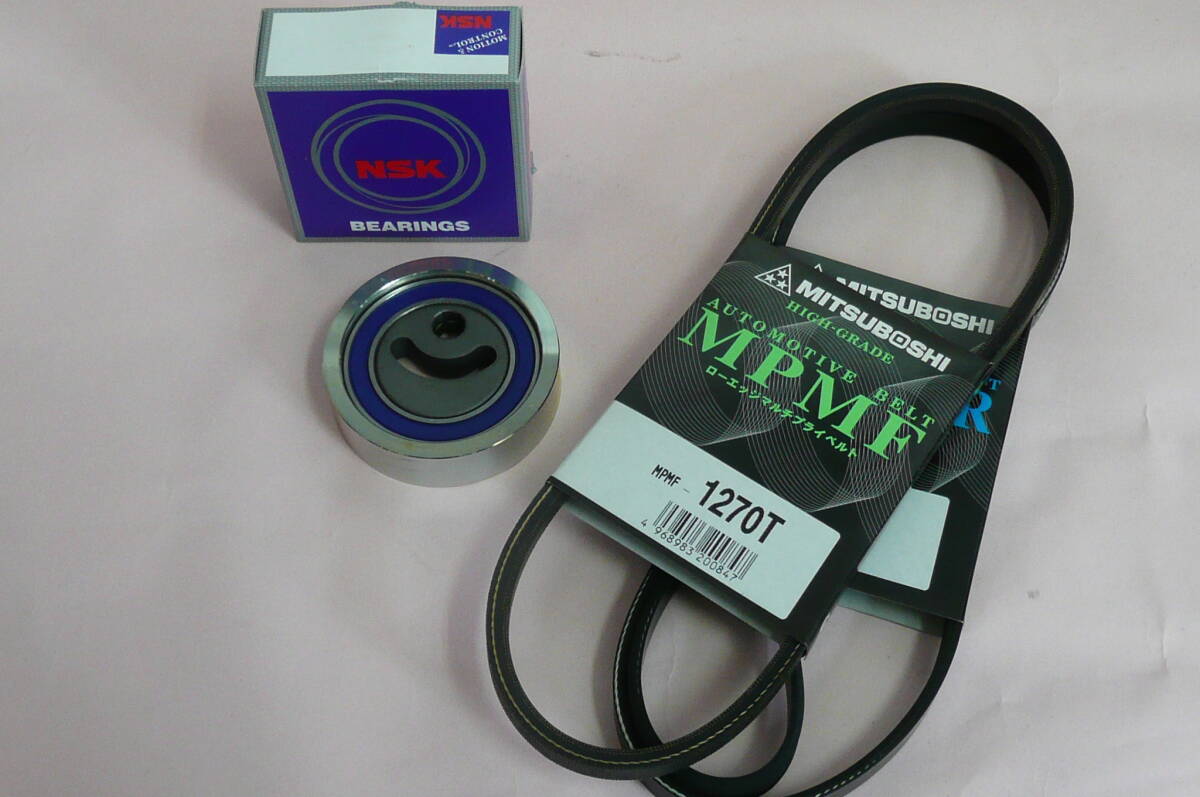 NSK
MOTION & CONTROL™
NSK
BEARINGS
MITSUBOSHI
HIGH-GRADE
AUTOMOTIVE BELT
MPMF
ローエッジマルチプライベルト
MPMF - 1270T
4 968983 200847
MITSUBOSHI
R